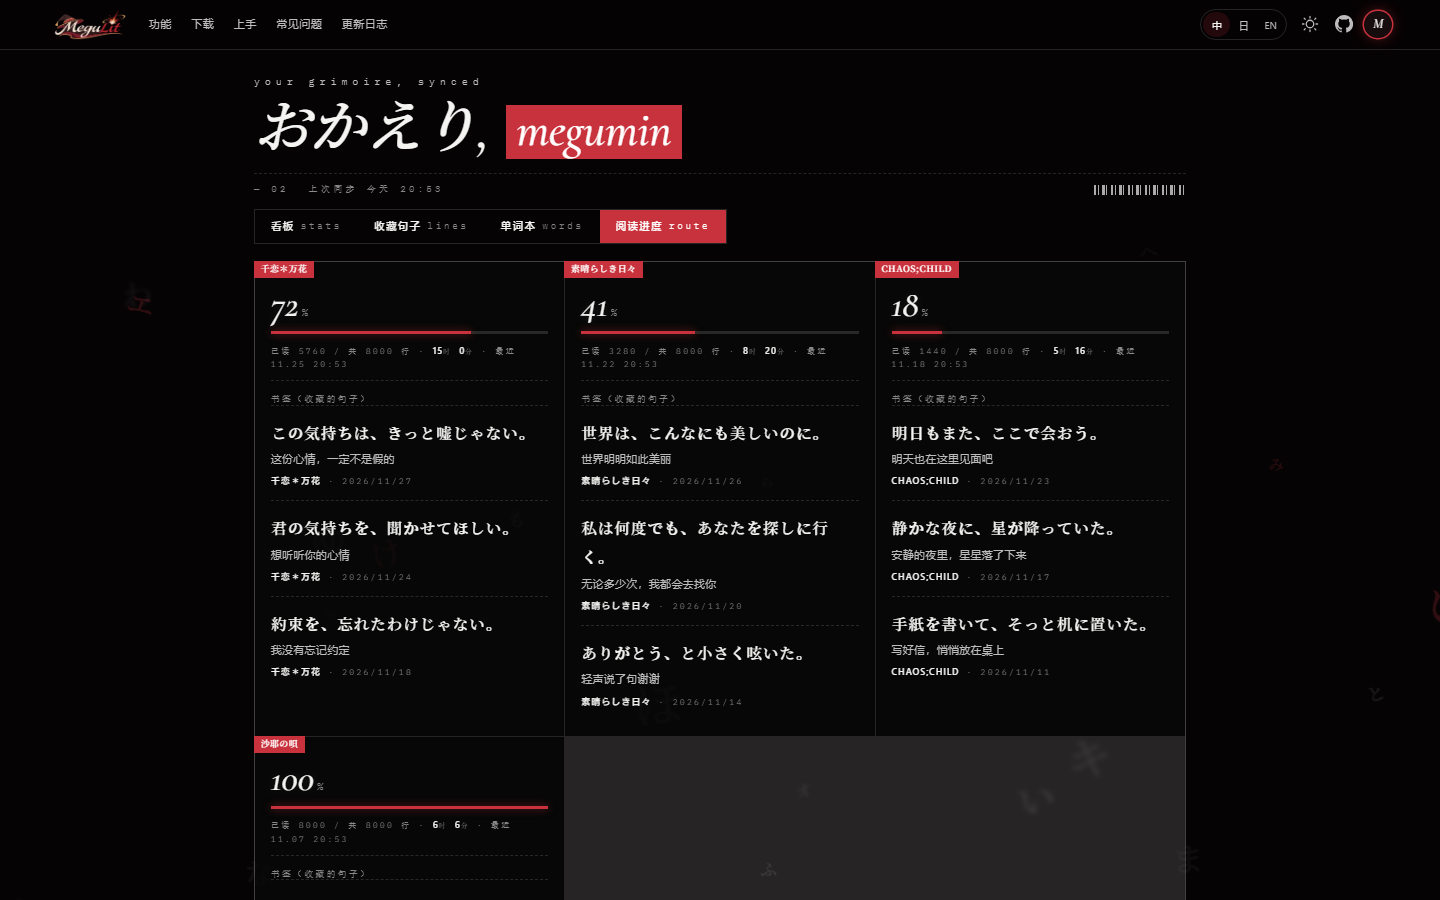 MeguLit 功能 下载 上手 常见问题 更新日志 中 日 EN M
your grimoire, synced
おかえり, megumin
— 02 上次同步 今天 20:53
看板 stats 收藏句子 lines 单词本 words 阅读进度 route
千恋＊万花
72%
已读 5760 / 共 8000 行 · 15时 0分 · 最近
11.25 20:53
书签（收藏的句子）
この気持ちは、きっと嘘じゃない。
这份心情，一定不是假的
千恋＊万花 · 2026/11/27
君の気持ちを、聞かせてほしい。
想听听你的心情
千恋＊万花 · 2026/11/24
約束を、忘れたわけじゃない。
我没有忘记约定
千恋＊万花 · 2026/11/18
素晴らしき日々
41%
已读 3280 / 共 8000 行 · 8时 20分 · 最近
11.22 20:53
书签（收藏的句子）
世界は、こんなにも美しいのに。
世界明明如此美丽
素晴らしき日々 · 2026/11/26
私は何度でも、あなたを探しに行
く。
无论多少次，我都会去找你
素晴らしき日々 · 2026/11/20
ありがとう、と小さく呟いた。
轻声说了句谢谢
素晴らしき日々 · 2026/11/14
CHAOS;CHILD
18%
已读 1440 / 共 8000 行 · 5时 16分 · 最近
11.18 20:53
书签（收藏的句子）
明日もまた、ここで会おう。
明天也在这里见面吧
CHAOS;CHILD · 2026/11/23
静かな夜に、星が降っていた。
安静的夜里，星星落了下来
CHAOS;CHILD · 2026/11/17
手紙を書いて、そっと机に置いた。
写好信，悄悄放在桌上
CHAOS;CHILD · 2026/11/11
沙耶の唄
100%
已读 8000 / 共 8000 行 · 6时 6分 · 最近
11.07 20:53
书签（收藏的句子）
エ
み
と
キ
い
ふ
ま